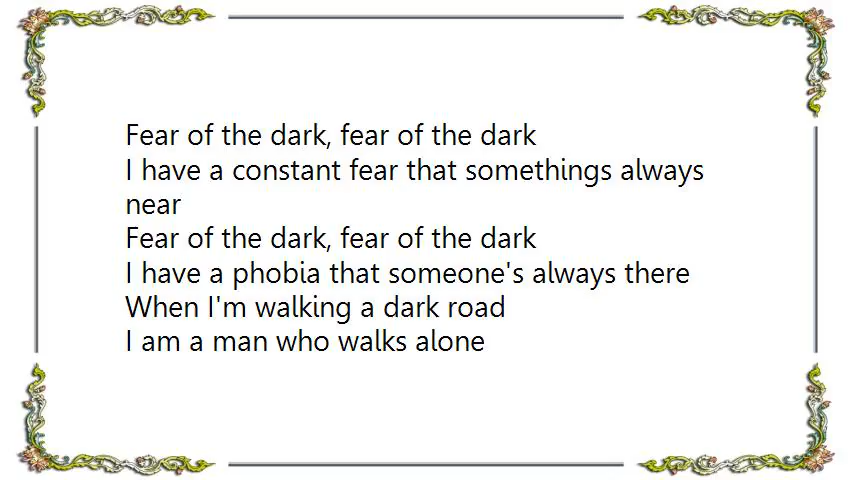 Fear of the dark, fear of the dark
I have a constant fear that somethings always
near
Fear of the dark, fear of the dark
I have a phobia that someone's always there
When I'm walking a dark road
I am a man who walks alone